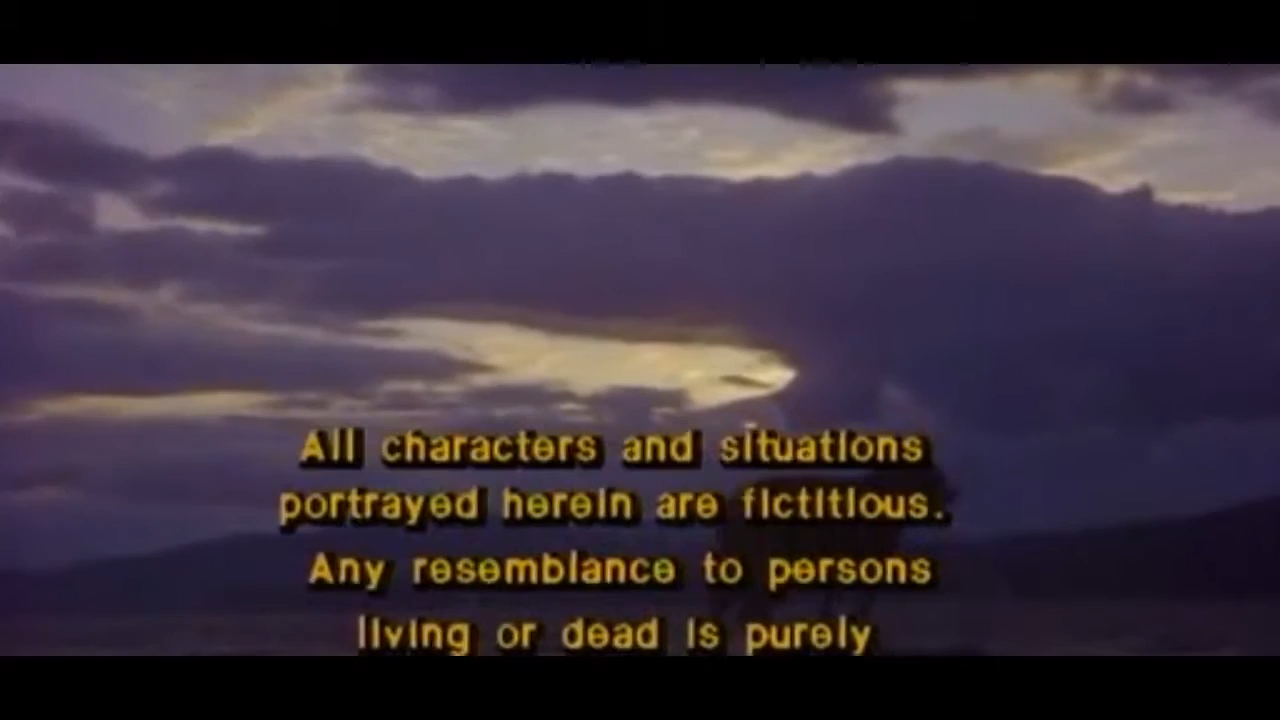 All characters and situations
portrayed herein are fictitious.
Any resemblance to persons
living or dead is purely